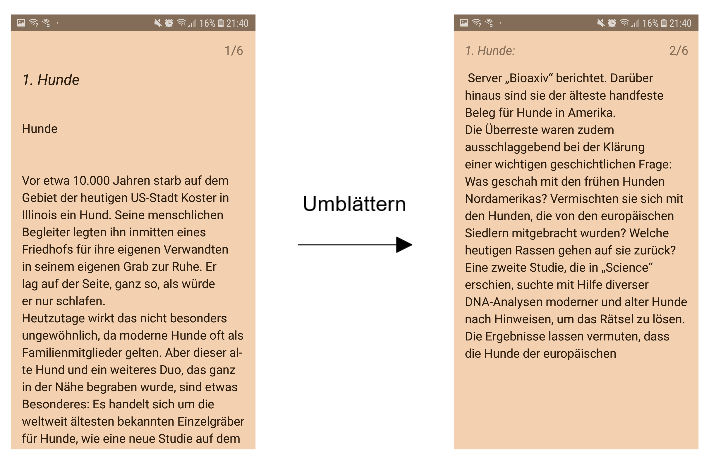 16% 21:40
1/6
1. Hunde
Hunde
Vor etwa 10.000 Jahren starb auf dem
Gebiet der heutigen US-Stadt Koster in
Illinois ein Hund. Seine menschlichen
Begleiter legten ihn inmitten eines
Friedhofs für ihre eigenen Verwandten
in seinem eigenen Grab zur Ruhe. Er
lag auf der Seite, ganz so, als würde
er nur schlafen.
Heutzutage wirkt das nicht besonders
ungewöhnlich, da moderne Hunde oft als
Familienmitglieder gelten. Aber dieser al-
te Hund und ein weiteres Duo, das ganz
in der Nähe begraben wurde, sind etwas
Besonderes: Es handelt sich um die
weltweit ältesten bekannten Einzelgräber
für Hunde, wie eine neue Studie auf dem
Umblättern
16% 21:40
1. Hunde: 2/6
Server „Bioaxiv“ berichtet. Darüber
hinaus sind sie der älteste handfeste
Beleg für Hunde in Amerika.
Die Überreste waren zudem
ausschlaggebend bei der Klärung
einer wichtigen geschichtlichen Frage:
Was geschah mit den frühen Hunden
Nordamerikas? Vermischten sie sich mit
den Hunden, die von den europäischen
Siedlern mitgebracht wurden? Welche
heutigen Rassen gehen auf sie zurück?
Eine zweite Studie, die in „Science“
erschien, suchte mit Hilfe diverser
DNA-Analysen moderner und alter Hunde
nach Hinweisen, um das Rätsel zu lösen.
Die Ergebnisse lassen vermuten, dass
die Hunde der europäischen